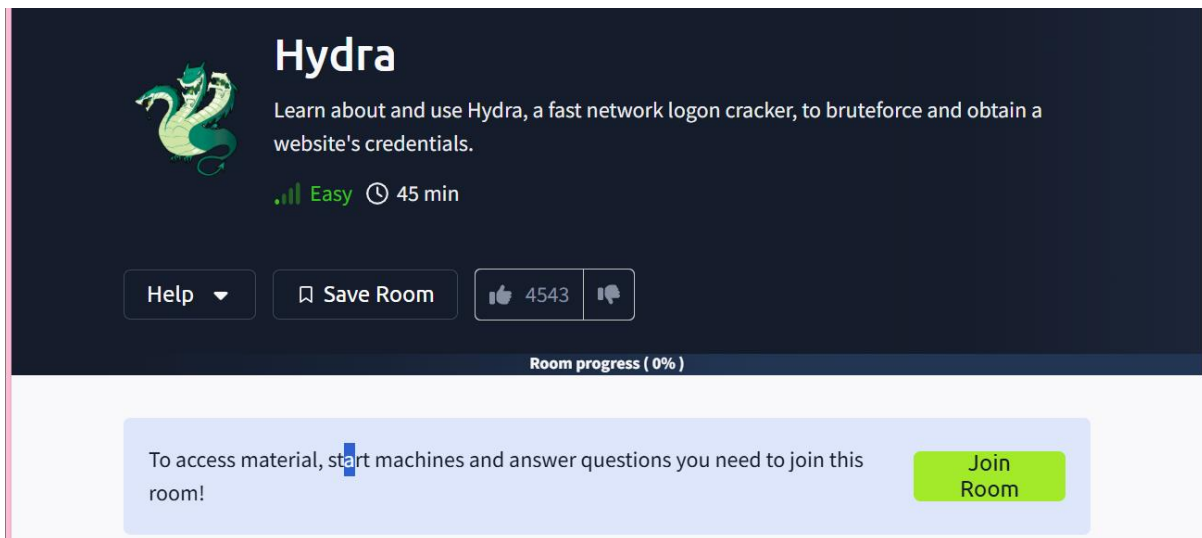 Hydra
Learn about and use Hydra, a fast network logon cracker, to bruteforce and obtain a
website's credentials.
Easy 45 min
Help Save Room 4543
Room progress ( 0% )
To access material, start machines and answer questions you need to join this
room!
Join
Room